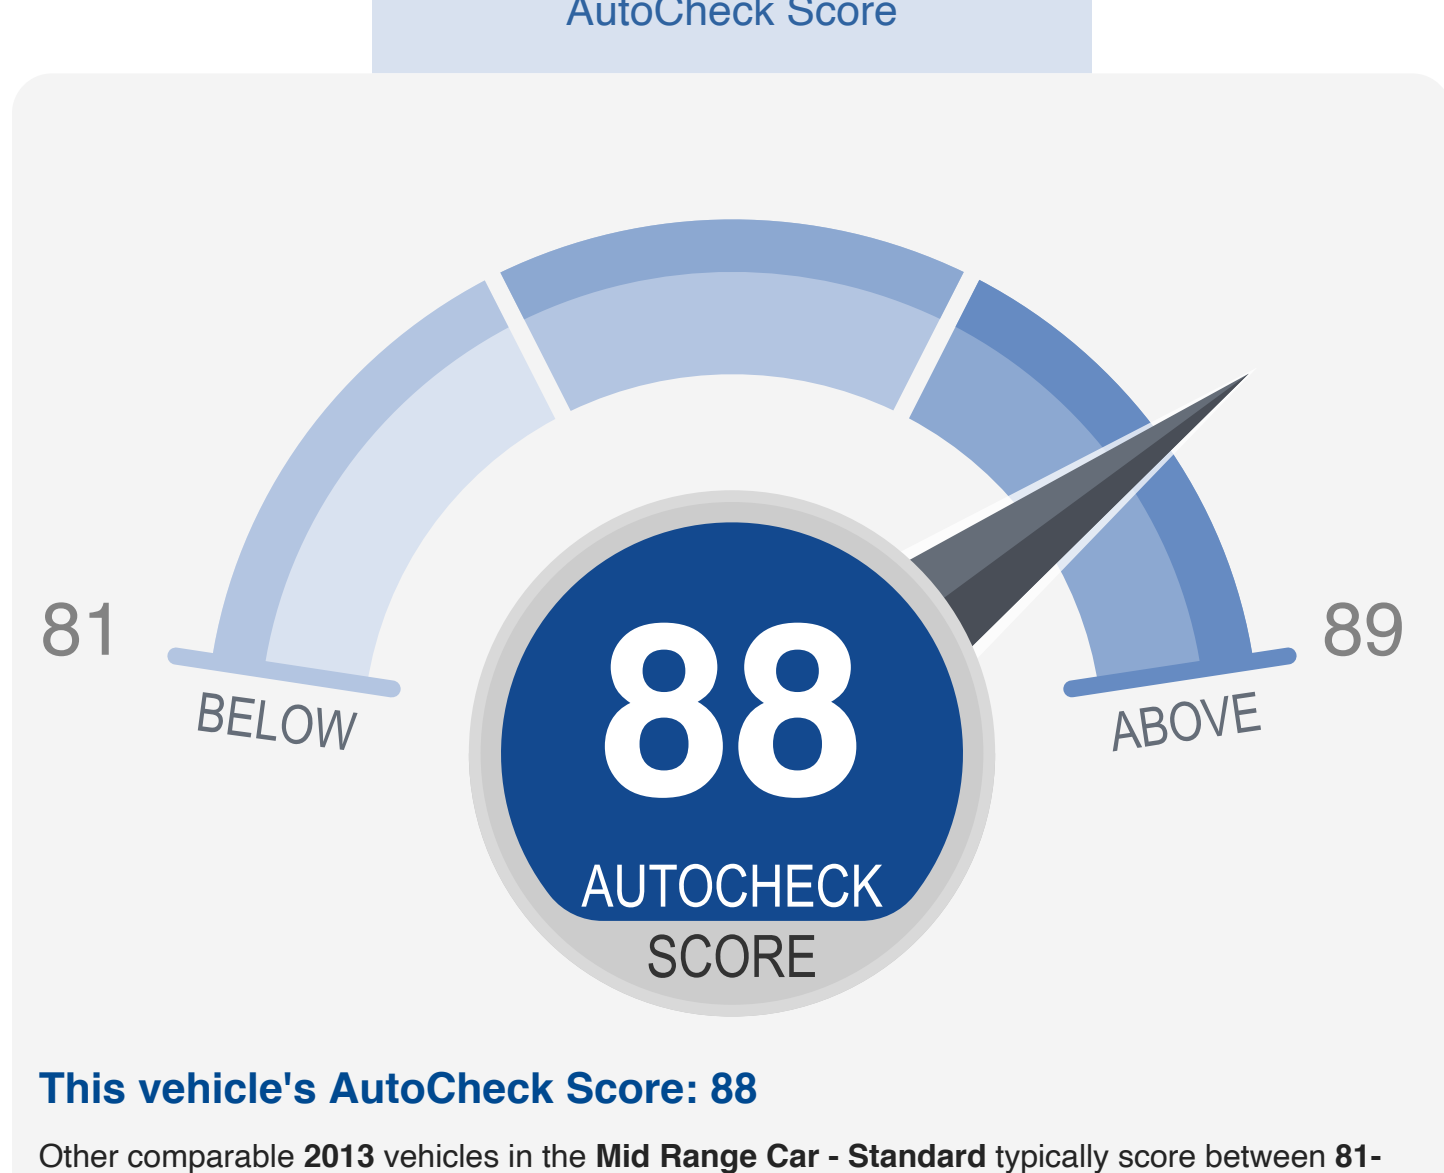 AutoCheck Score
81
89
BELOW
ABOVE
88
AUTOCHECK
SCORE
This vehicle's AutoCheck Score: 88
Other comparable 2013 vehicles in the Mid Range Car - Standard typically score between 81-